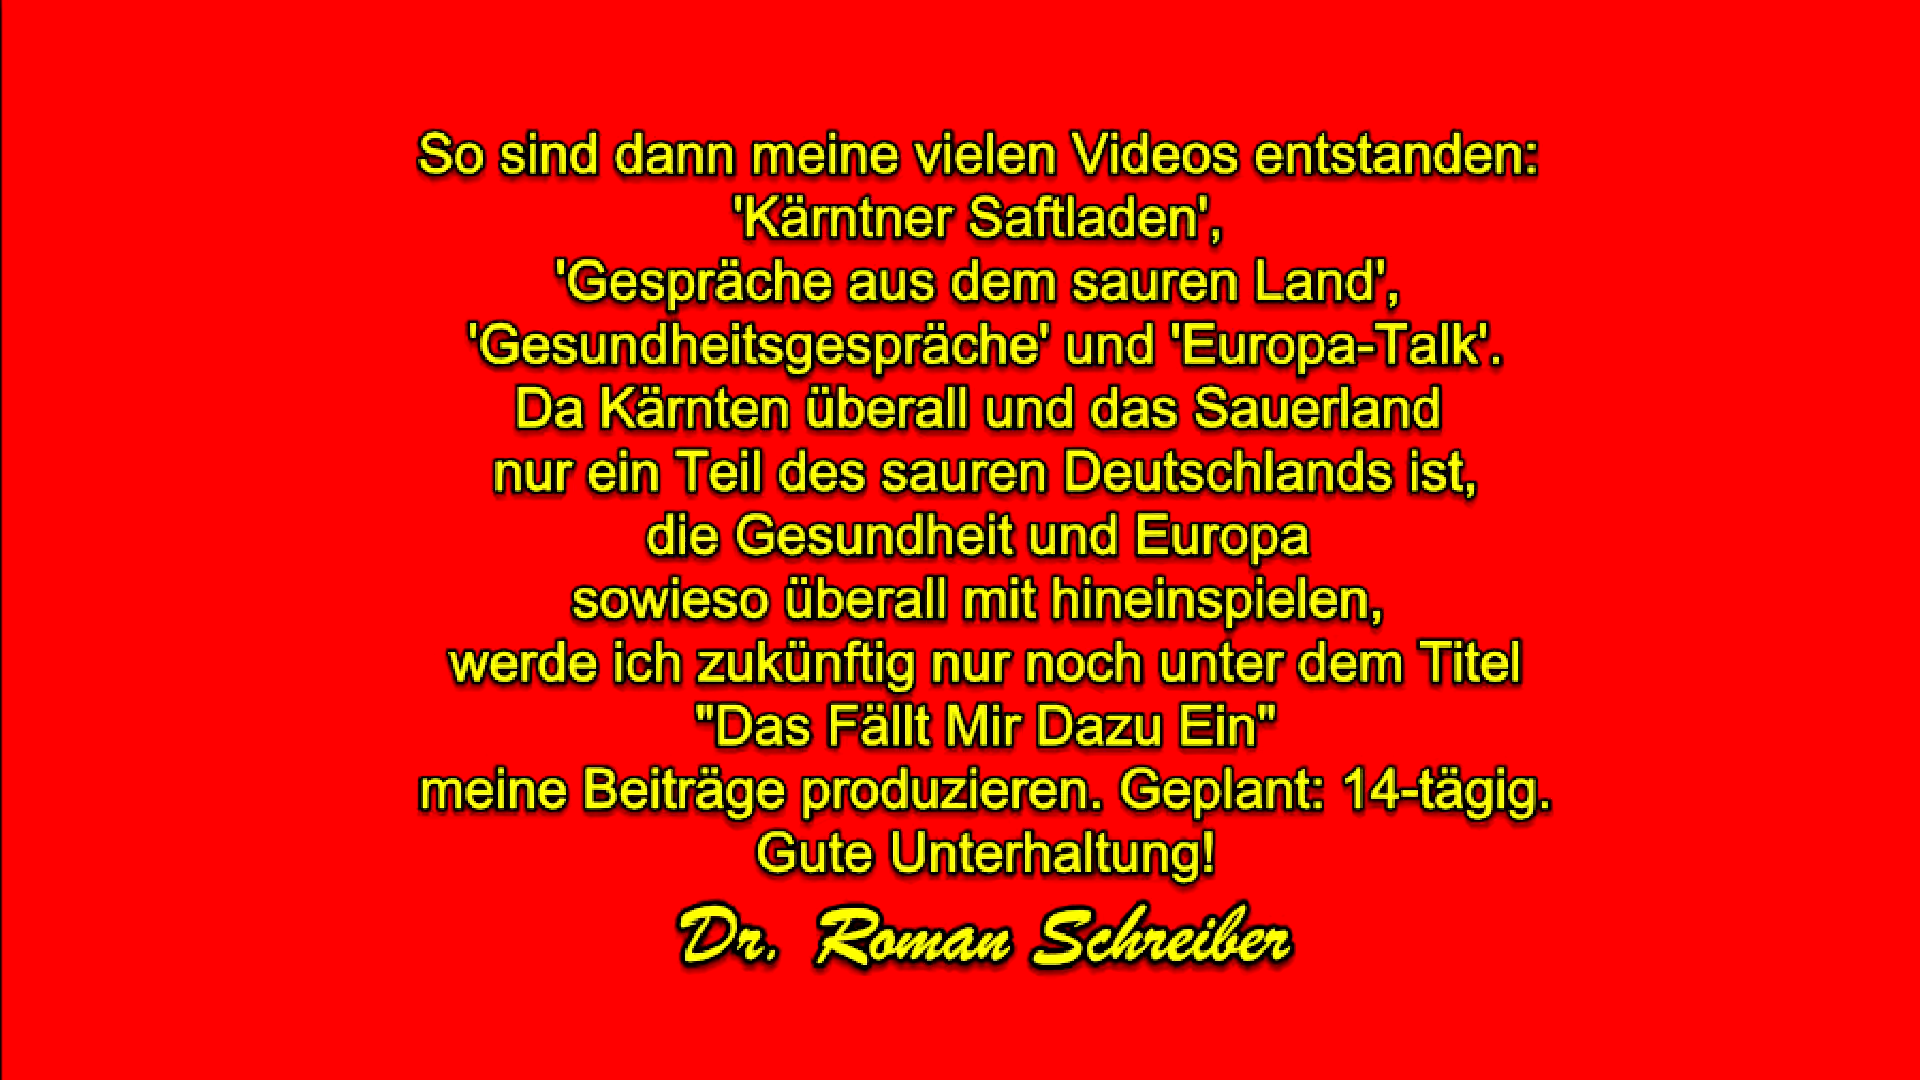 So sind dann meine vielen Videos entstanden:
'Kärntner Saftladen',
'Gespräche aus dem sauren Land',
'Gesundheitsgespräche' und 'Europa-Talk'.
Da Kärnten überall und das Sauerland
nur ein Teil des sauren Deutschlands ist,
die Gesundheit und Europa
sowieso überall mit hineinspielen,
werde ich zukünftig nur noch unter dem Titel
"Das Fällt Mir Dazu Ein"
meine Beiträge produzieren. Geplant: 14-tägig.
Gute Unterhaltung!
Dr. Roman Schreiber